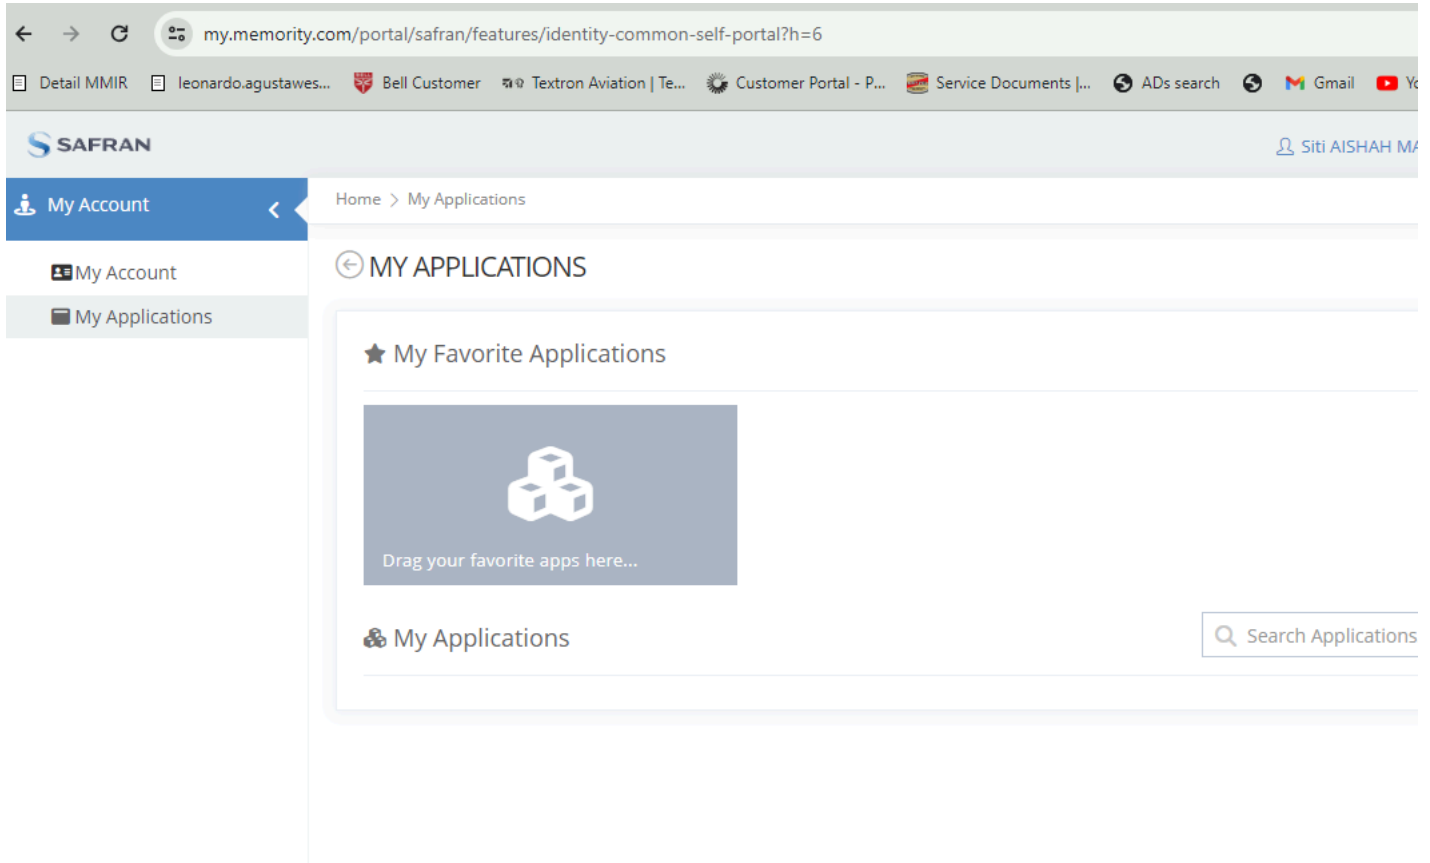 my.memority.com/portal/safran/features/identity-common-self-portal?h=6
Detail MMIR leonardo.agustawes... Bell Customer Textron Aviation | Te... Customer Portal - P... Service Documents |... ADs search Gmail
SAFRAN
Siti AISHAH MA
My Account
Home > My Applications
My Account
MY APPLICATIONS
My Applications
My Favorite Applications
Drag your favorite apps here...
My Applications
Search Applications